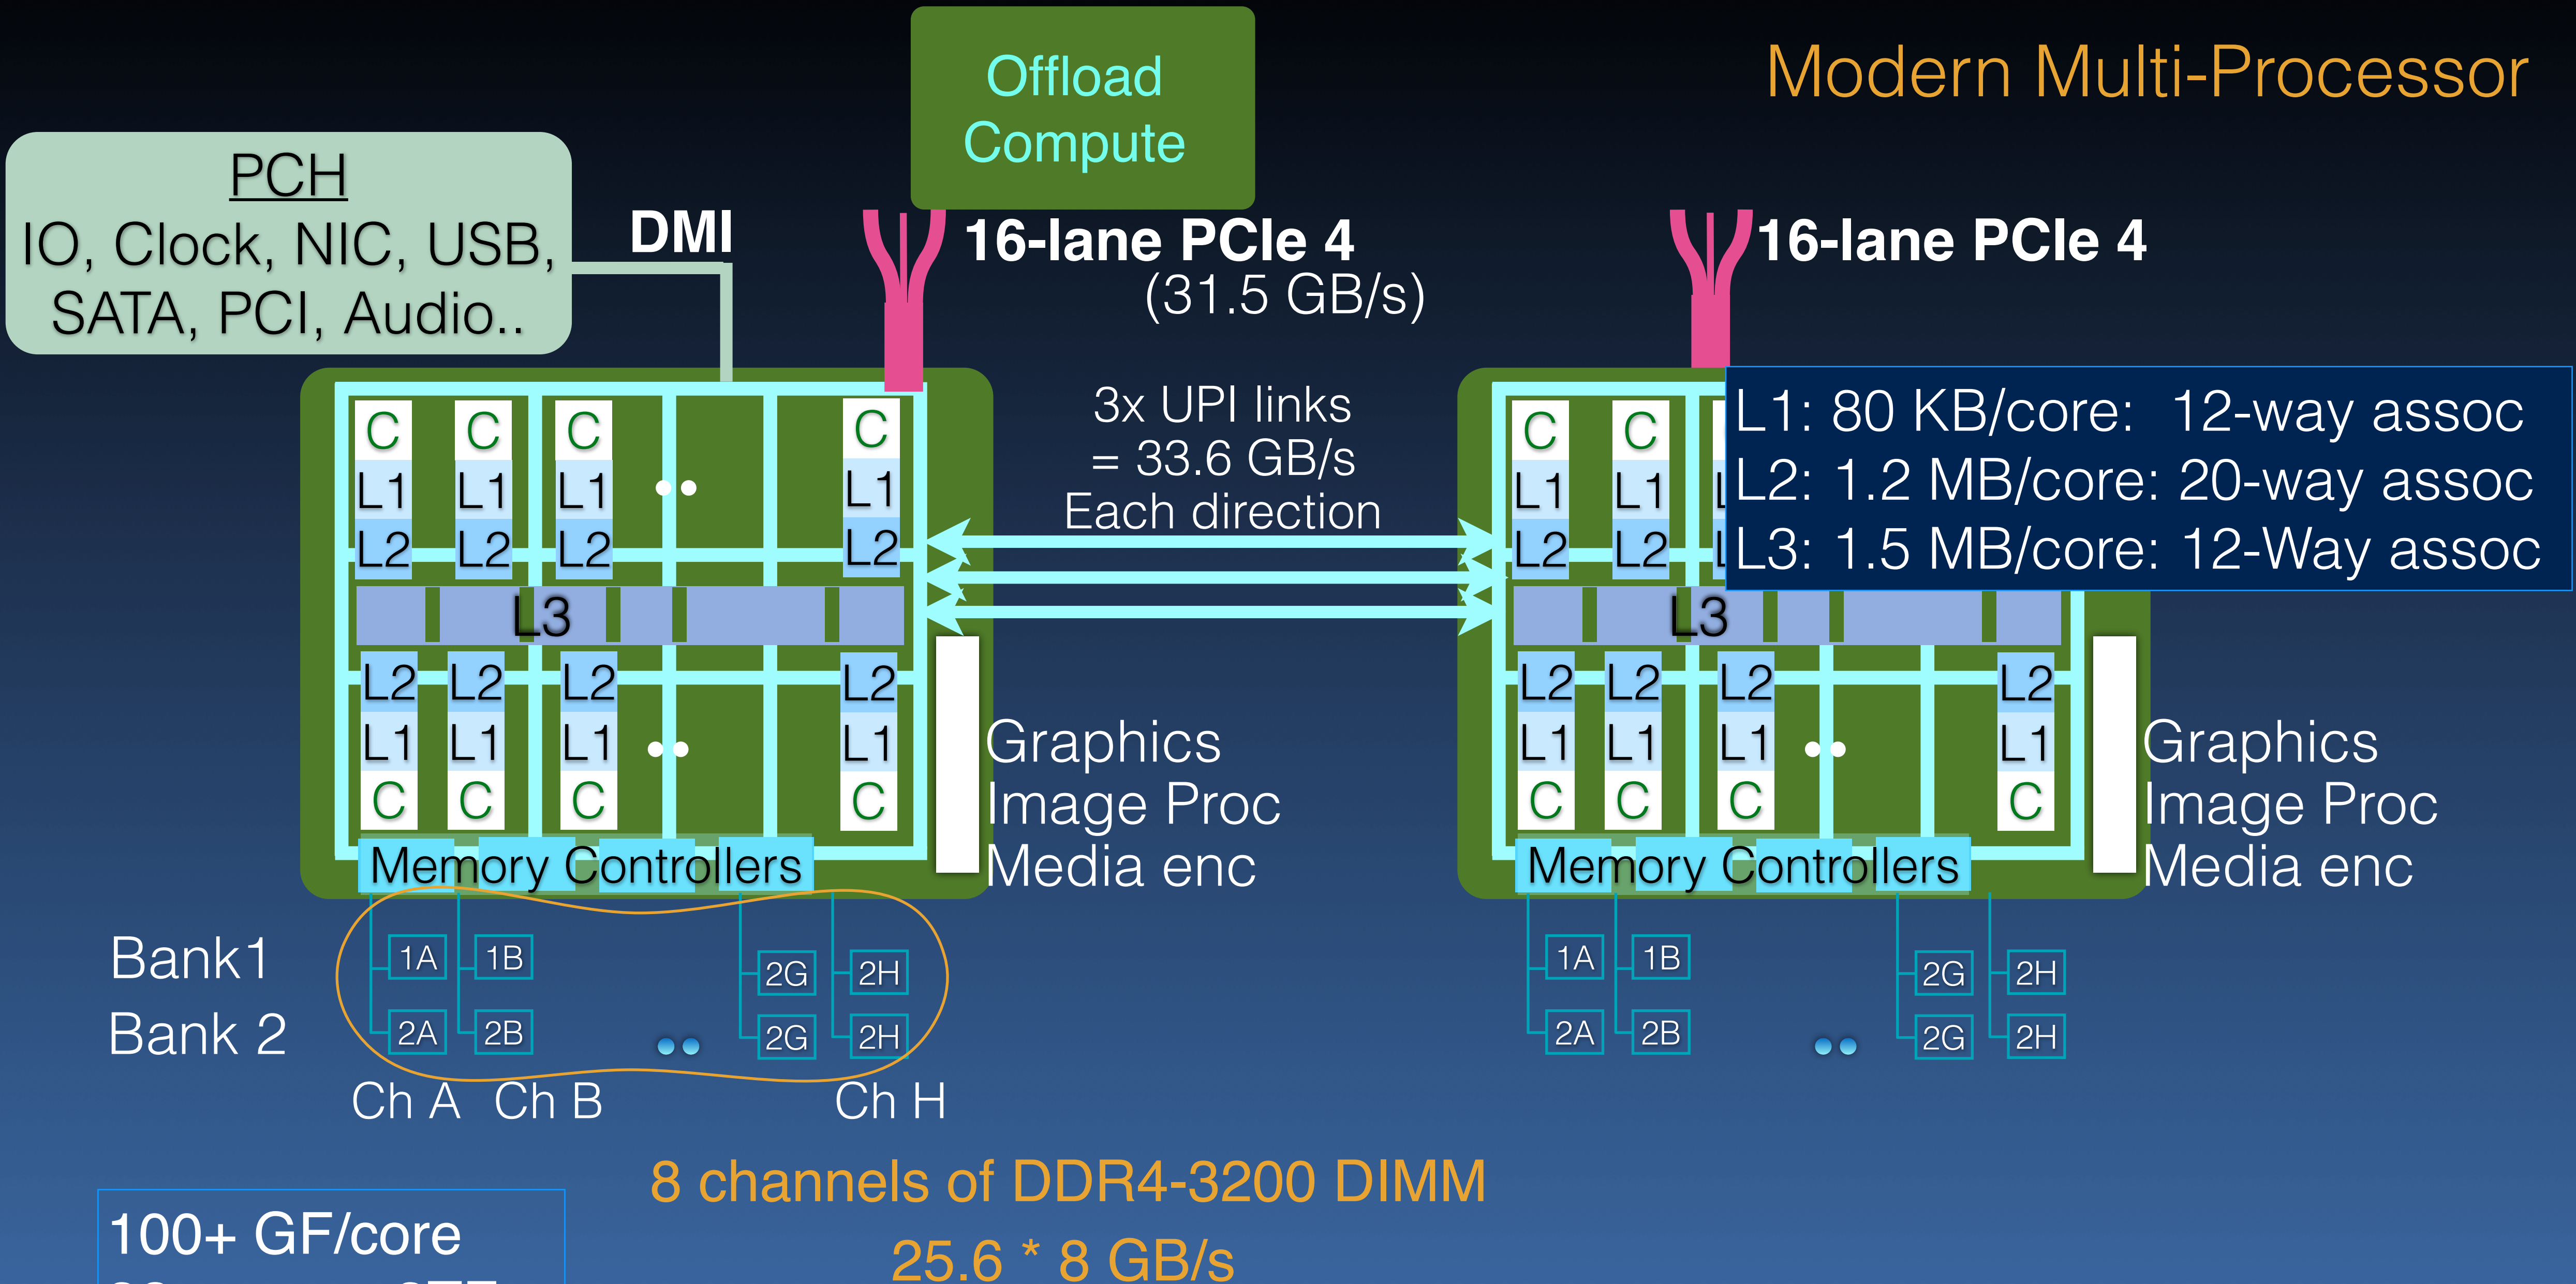 Modern Multi-Processor
Offload
Compute
PCH
IO, Clock, NIC, USB,
SATA, PCI, Audio..
DMI
16-lane PCIe 4
(31.5 GB/s)
16-lane PCIe 4
3x UPI links
= 33.6 GB/s
Each direction
L1: 80 KB/core: 12-way assoc
L2: 1.2 MB/core: 20-way assoc
L3: 1.5 MB/core: 12-Way assoc
C C C C
L1 L1 L1 L1
L2 L2 L2 L2
L3
L2 L2 L2 L2
L1 L1 L1 L1
C C C C
Memory Controllers
Graphics
Image Proc
Media enc
C C
L1 L1
L2 L2
L3
L2 L2 L2 L2
L1 L1 L1 L1
C C C C
Memory Controllers
Graphics
Image Proc
Media enc
Bank1
1A 1B 2G 2H
Bank 2
2A 2B 2G 2H
Ch A Ch B Ch H
1A 1B 2G 2H
2A 2B 2G 2H
8 channels of DDR4-3200 DIMM
25.6 * 8 GB/s
100+ GF/core